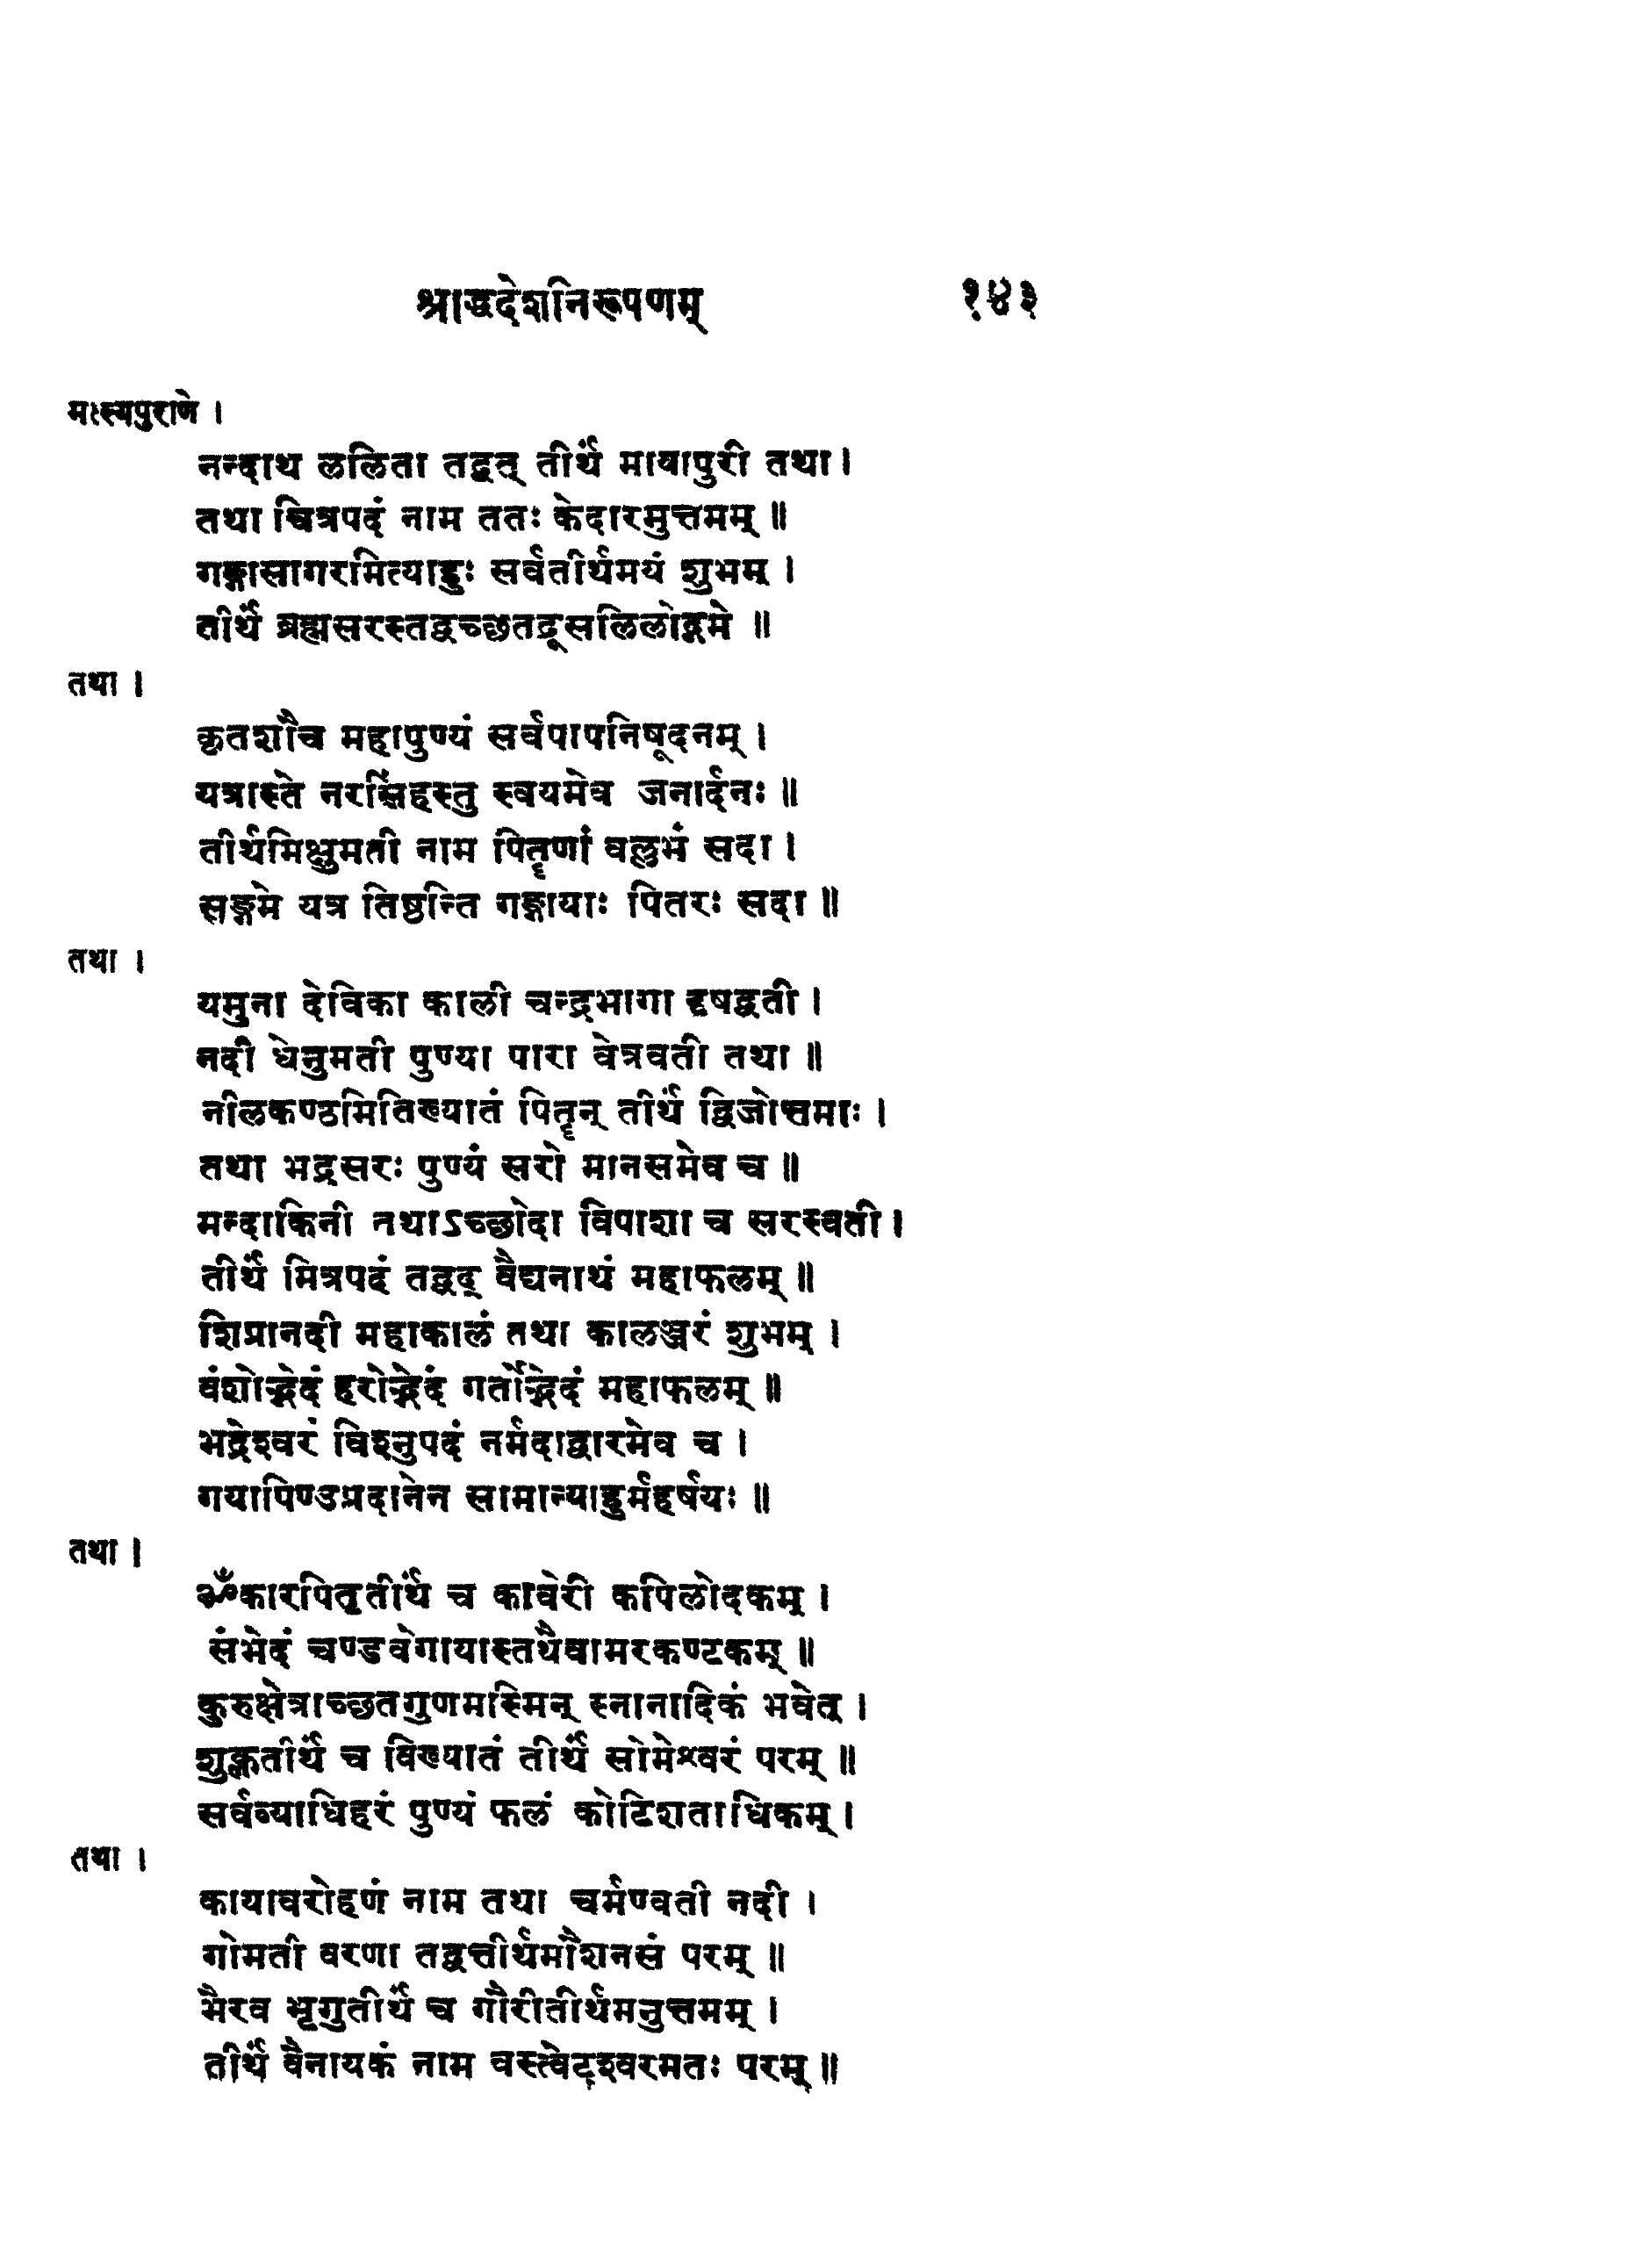 श्राद्धदेशनिरूपणम् १४३
मात्स्यपुराणे ।
नन्दाथ ललिता तद्वत् तीर्थं मायापुरी तथा ।
तथा चित्रपदं नाम ततः केदारमुत्तमम् ॥
गङ्गासागरमित्याहुः सर्वतीर्थमयं शुभम् ।
तीर्थं ब्रह्मसरस्तद्वच्छतद्रूसलिलोद्गमे ॥
तथा ।
कृतशौच महापुण्यं सर्वपापनिषूदनम् ।
यत्रास्ते नरसिंहस्तु स्वयमेव जनार्दनः ॥
तीर्थमिक्षुमती नाम पितॄणां वल्लभं सदा ।
सङ्गमे यत्र तिष्ठन्ति गङ्गायाः पितरः सदा ॥
तथा ।
यमुना देविका काली चन्द्रभागा दृषद्वती ।
नदी धेनुमती पुण्या पारा वेत्रवती तथा ॥
नीलकण्ठमितिख्यातं पितॄन् तीर्थं द्विजोत्तमाः ।
तथा भद्रसरः पुण्यं सरो मानसमेव च ॥
मन्दाकिनी नथाऽच्छोदा विपाशा च सरस्वती ।
तीर्थं मित्रपदं तद्वद् वैद्यनाथं महाफलम् ॥
शिप्रानदी महाकालं तथा कालञ्जरं शुभम् ।
वंशोद्भेदं हरोद्भेदं गर्तोद्भेदं महाफलम् ॥
भद्रेश्वरं विश्नुपदं नर्मदाद्वारमेव च ।
गयापिण्डप्रदानेन सामान्याहुर्महर्षयः ॥
तथा ।
ॐकारपितृतीर्थं च कावेरी कपिलोदकम् ।
संभेदं चण्डवेगायास्तथैवामरकण्टकम् ॥
कुरुक्षेत्राच्छतगुणमस्मिन् स्नानादिकं भवेत् ।
शुक्लतीर्थं च विख्यातं तीर्थं सोमेश्वरं परम् ॥
सर्वव्याधिहरं पुण्यं फलं कोटिशताधिकम् ।
तथा ।
कायावरोहणं नाम तथा चर्मण्वती नदी ।
गोमती वरणा तद्वत्तीर्थमौशनसं परम् ॥
भैरव भृगुतीर्थं च गौरीतीर्थमनुत्तमम् ।
तीर्थं वैनायकं नाम वस्त्वेट्श्वरमतः परम् ॥